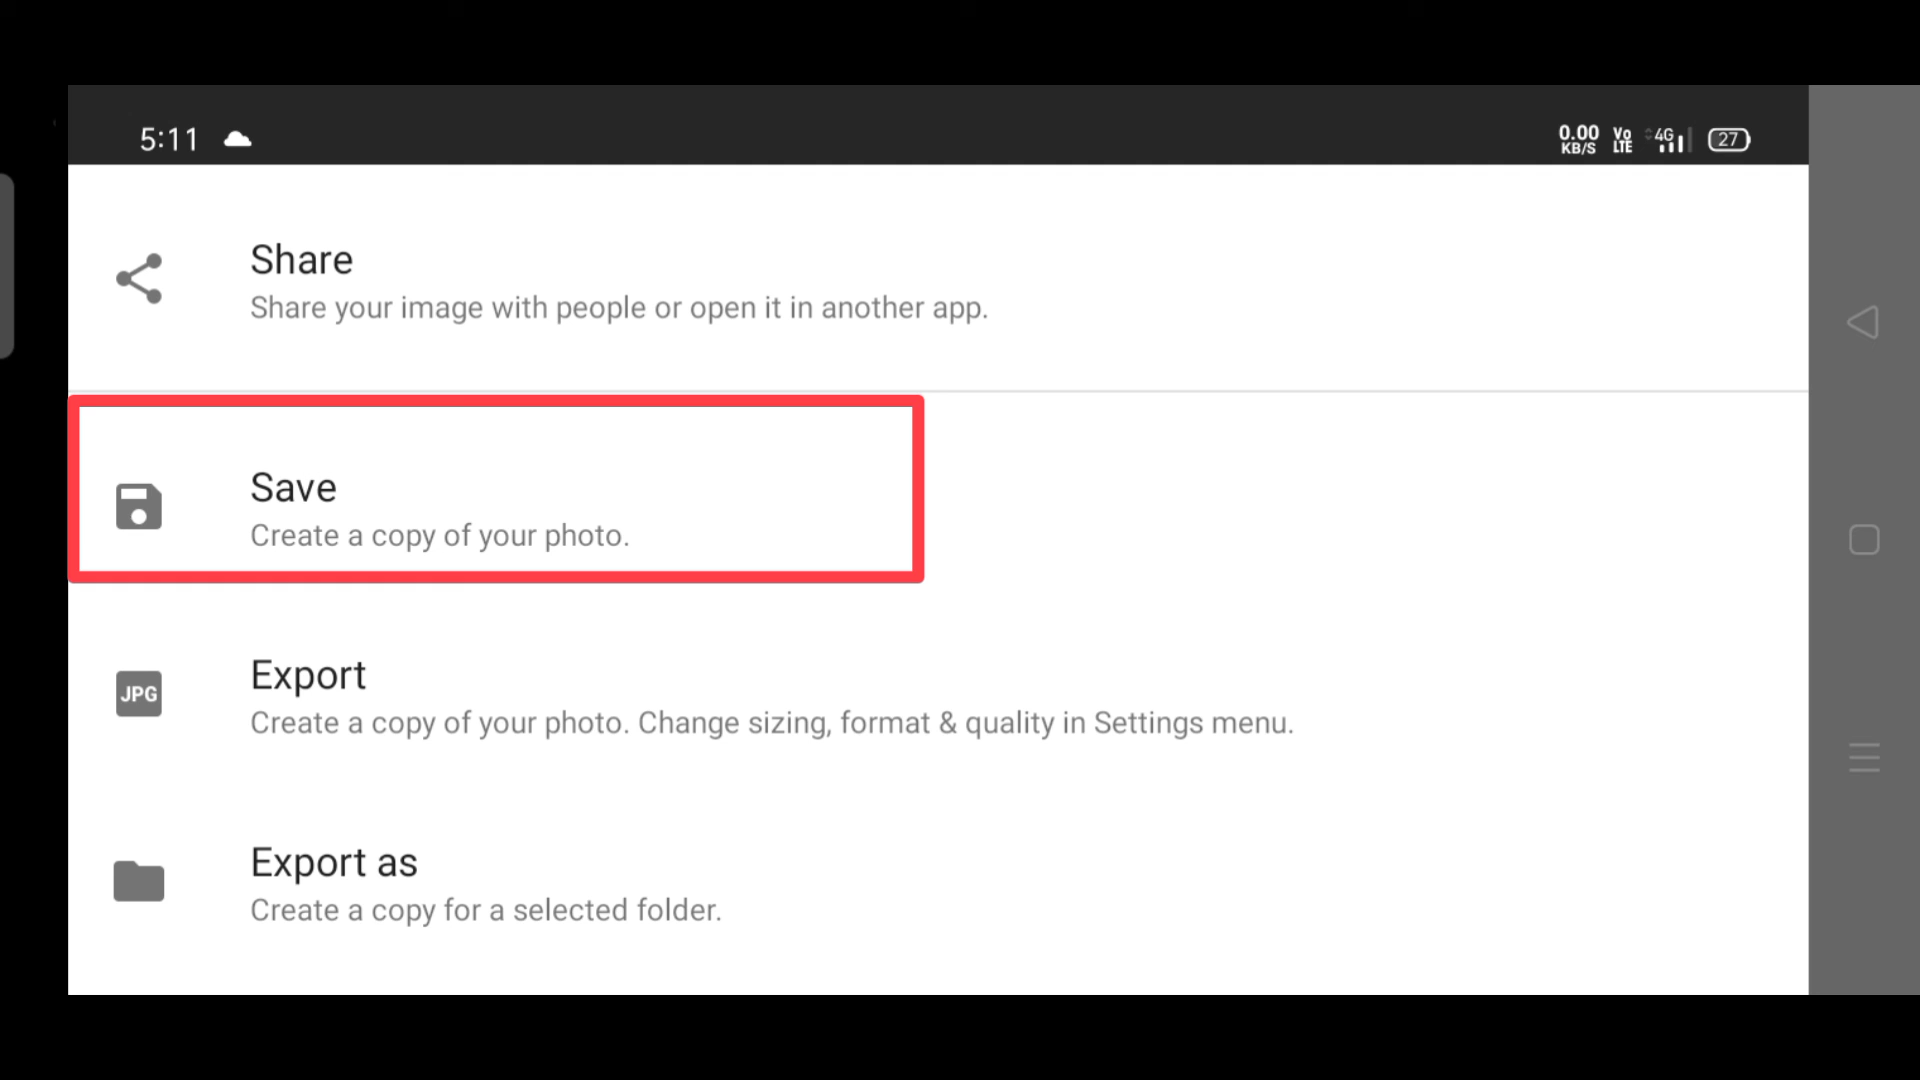 5:11
0.00 KB/S Vo LTE 4G 27
Share
Share your image with people or open it in another app.
Save
Create a copy of your photo.
JPG
Export
Create a copy of your photo. Change sizing, format & quality in Settings menu.
Export as
Create a copy for a selected folder.